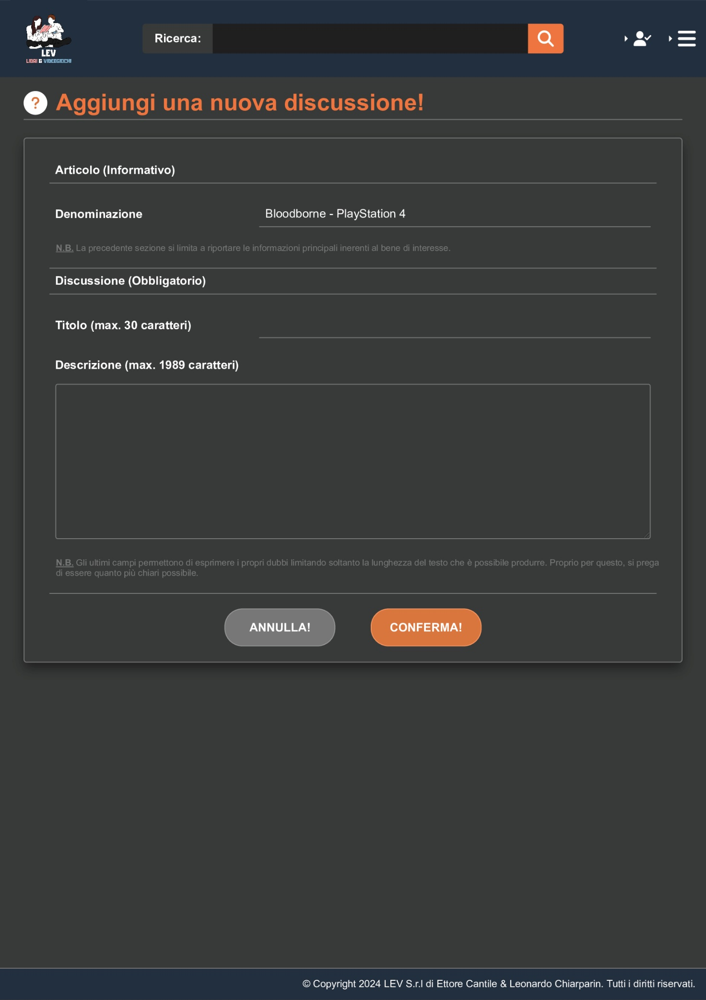 LEV
LIBRI & VIDEOGIOCHI
Ricerca:
? Aggiungi una nuova discussione!
Articolo (Informativo)
Denominazione Bloodborne - PlayStation 4
N.B. La precedente sezione si limita a riportare le informazioni principali inerenti al bene di interesse.
Discussione (Obbligatorio)
Titolo (max. 30 caratteri)
Descrizione (max. 1989 caratteri)
N.B. Gli ultimi campi permettono di esprimere i propri dubbi limitando soltanto la lunghezza del testo che è possibile produrre. Proprio per questo, si prega
di essere quanto più chiari possibile.
ANNULLA! CONFERMA!
© Copyright 2024 LEV S.r.l di Ettore Cantile & Leonardo Chiarparin. Tutti i diritti riservati.